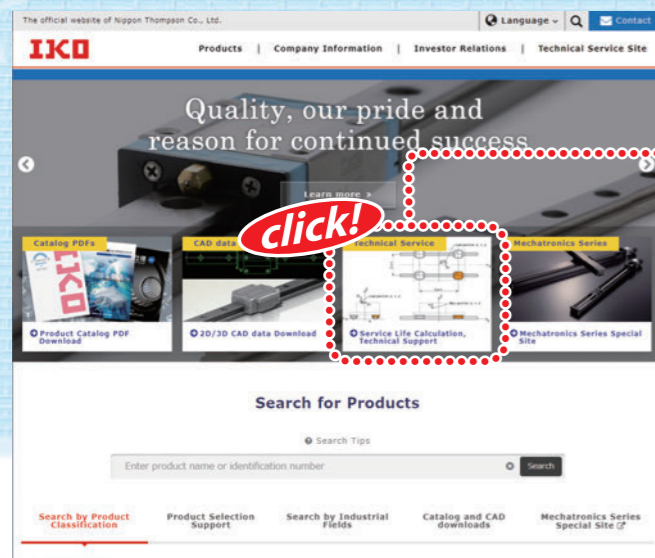 The official website of Nippon Thompson Co., Ltd.
Language
Contact
IKO
Products | Company Information | Investor Relations | Technical Service Site
Quality, our pride and
reason for continued success
Learn more >
click!
Catalog PDFs
CAD data
Technical Service
Mechatronics Series
IKO
Product Catalog PDF
Download
2D/3D CAD data Download
Service Life Calculation,
Technical Support
Mechatronics Series Special
Site
Search for Products
Search Tips
Enter product name or identification number
Search
Search by Product
Classification
Product Selection
Support
Search by Industrial
Fields
Catalog and CAD
downloads
Mechatronics Series
Special Site